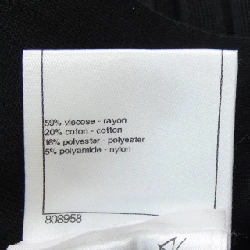 59% viscose - rayon
20% coton - cotton
16% polyester - polyester
5% polyamide - nylon
808958